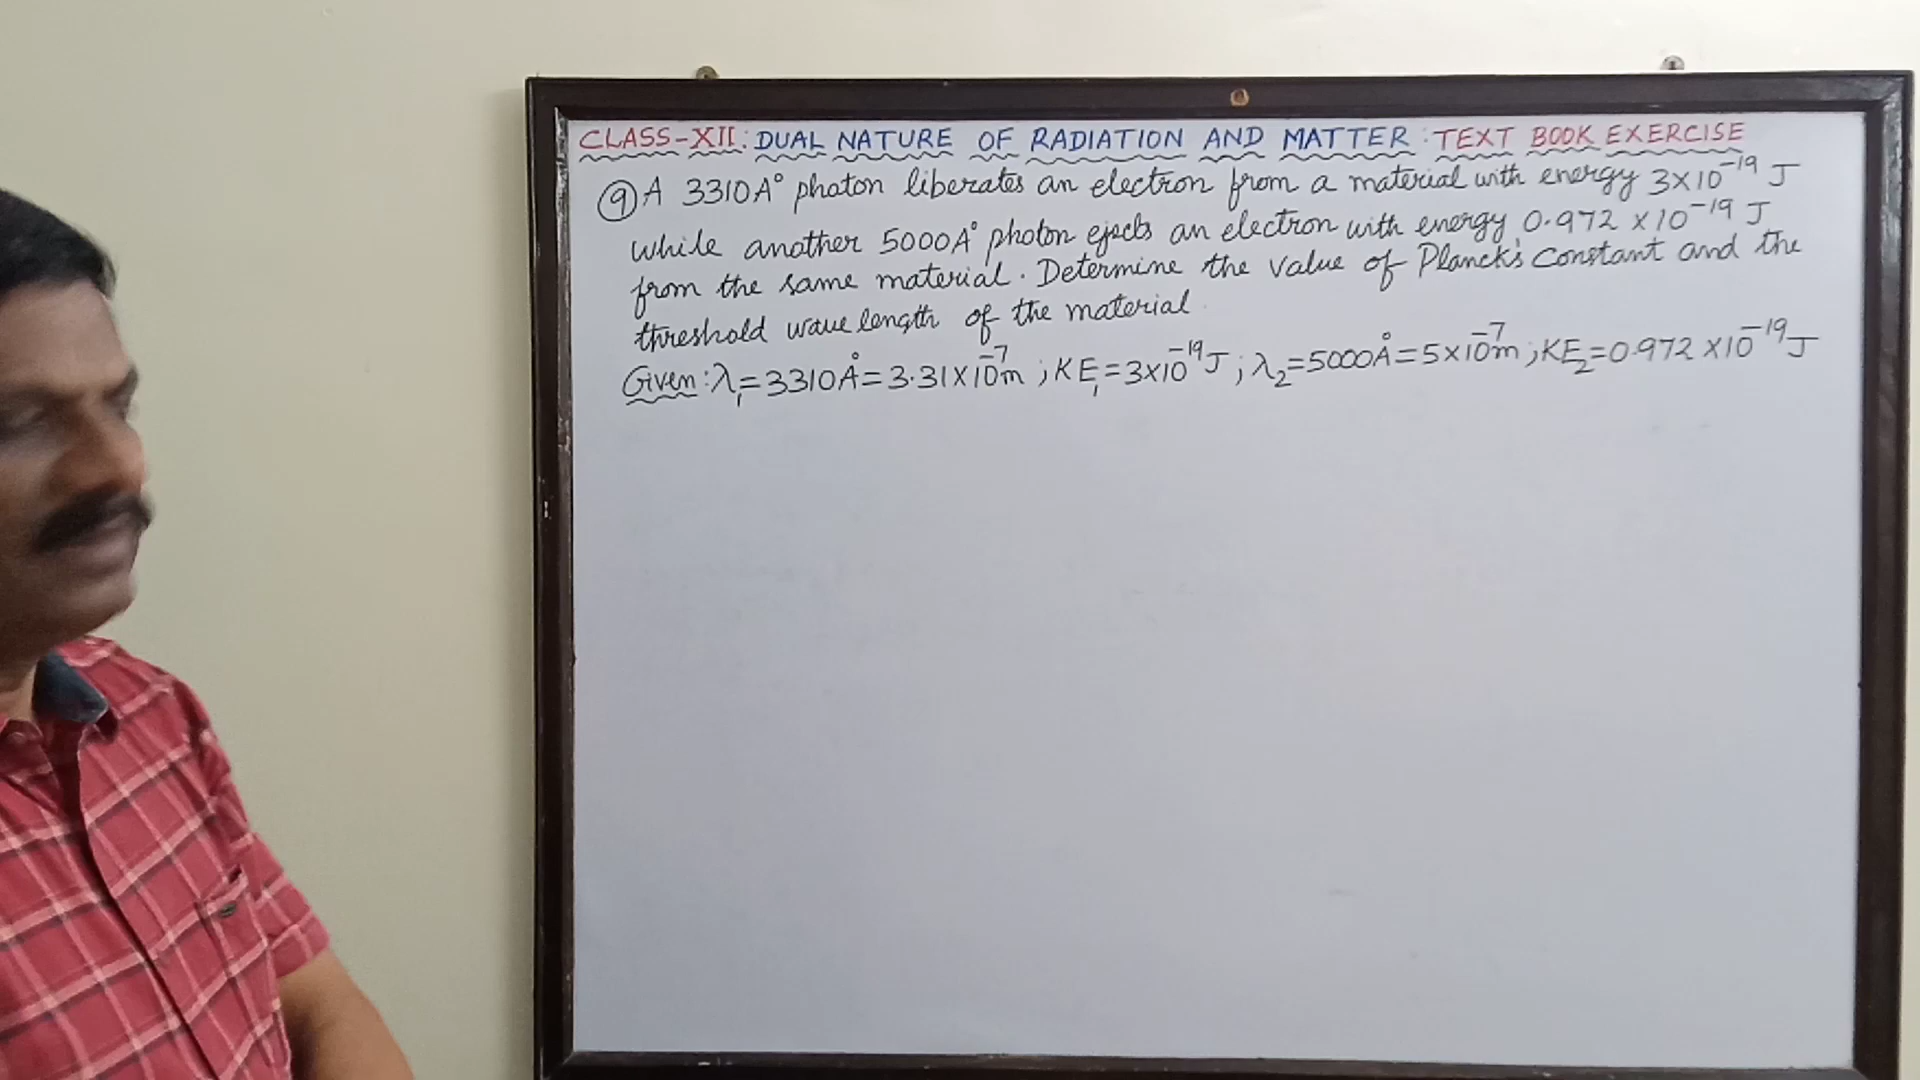 CLASS-XII: DUAL NATURE OF RADIATION AND MATTER: TEXT BOOK EXERCISE
⑨ A 3310A° photon liberates an electron from a material with energy 3×10⁻¹⁹ J
while another 5000A° photon ejects an electron with energy 0.972 ×10⁻¹⁹ J
from the same material. Determine the value of Planck's constant and the
threshold wave length of the material.
Given: λ₁ = 3310Å = 3.31×10⁻⁷m ; KE₁ = 3×10⁻¹⁹J ; λ₂=5000Å = 5×10⁻⁷m ; KE₂=0.972 ×10⁻¹⁹J